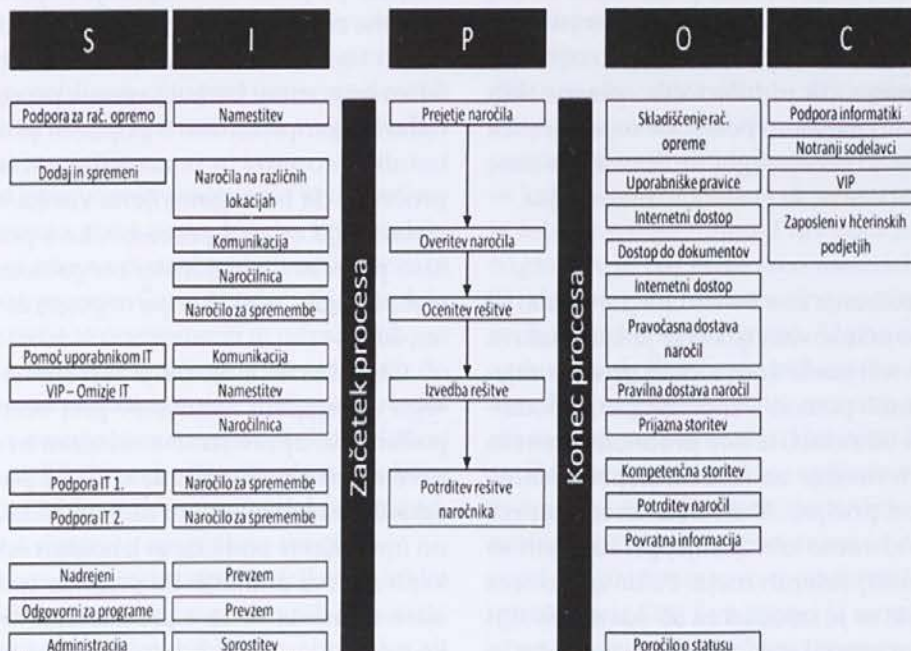 S
I
P
O
C
Podpora za rač. opremo
Dodaj in spremeni
Pomoč uporabnikom IT
VIP – Omizje IT
Podpora IT 1.
Podpora IT 2.
Nadrejeni
Odgovorni za programe
Administracija
Namestitev
Naročila na različnih
lokacijah
Komunikacija
Naročilnica
Naročilo za spremembe
Komunikacija
Namestitev
Naročilnica
Naročilo za spremembe
Naročilo za spremembe
Prevzem
Prevzem
Sprostitev
Začetek procesa
Prejetje naročila
Overitev naročila
Ocenitev rešitve
Izvedba rešitve
Potrditev rešitve
naročnika
Konec procesa
Skladiščenje rač.
opreme
Uporabniške pravice
Internetni dostop
Dostop do dokumentov
Internetni dostop
Pravočasna dostava
naročil
Pravilna dostava naročil
Prijazna storitev
Kompetenčna storitev
Potrditev naročil
Povratna informacija
Poročilo o statusu
Podpora informatiki
Notranji sodelavci
VIP
Zaposleni v hčerinskih
podjetjih